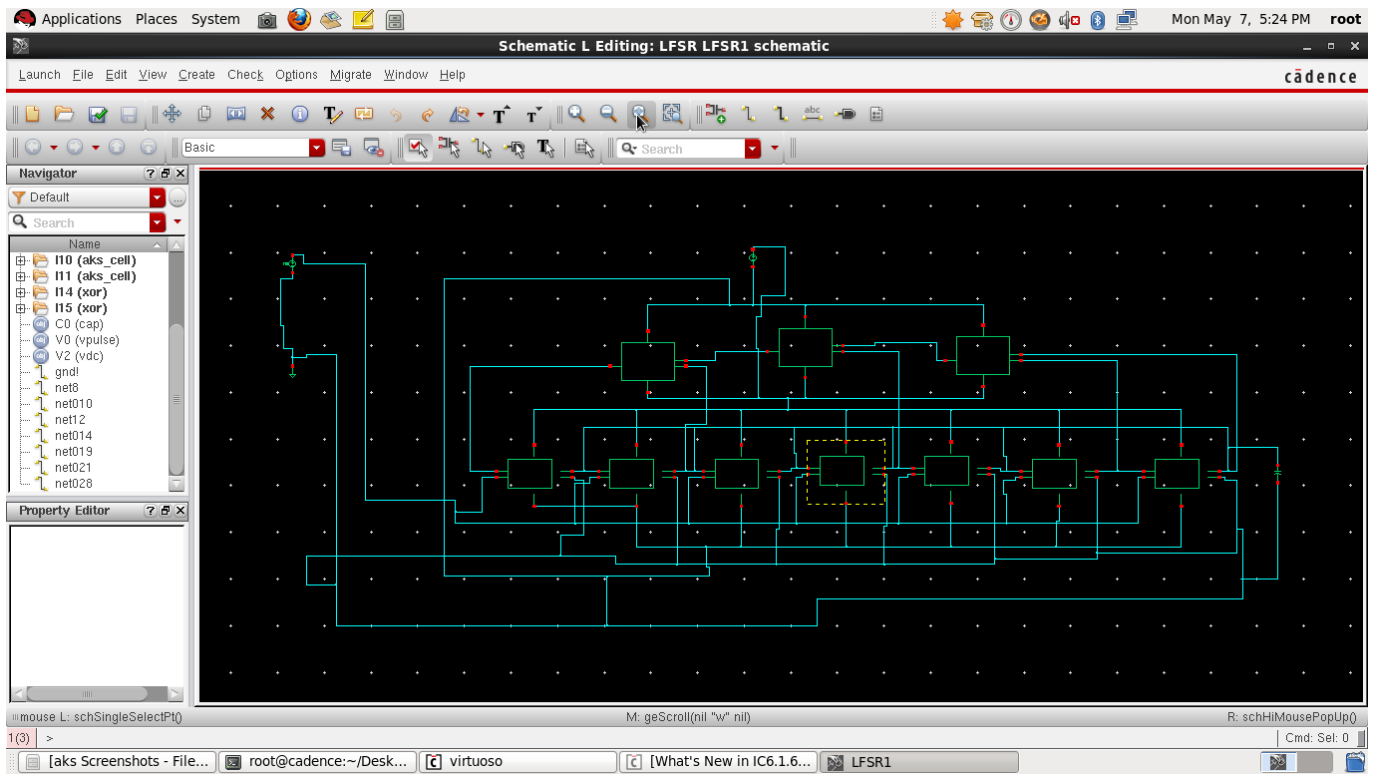 Applications Places System Mon May 7, 5:24 PM root
Schematic L Editing: LFSR LFSR1 schematic
Launch File Edit View Create Check Options Migrate Window Help cādence
abc
Basic Search
Navigator
Default
Search
Name
I10 (aks_cell)
I11 (aks_cell)
I14 (xor)
I15 (xor)
C0 (cap)
V0 (vpulse)
V2 (vdc)
gnd!
net8
net010
net12
net014
net019
net021
net028
Property Editor
mouse L: schSingleSelectPt() M: geScroll(nil "w" nil) R: schHiMousePopUp()
1(3) > Cmd: Sel: 0
[aks Screenshots - File... root@cadence:~/Desk... virtuoso [What's New in IC6.1.6... LFSR1